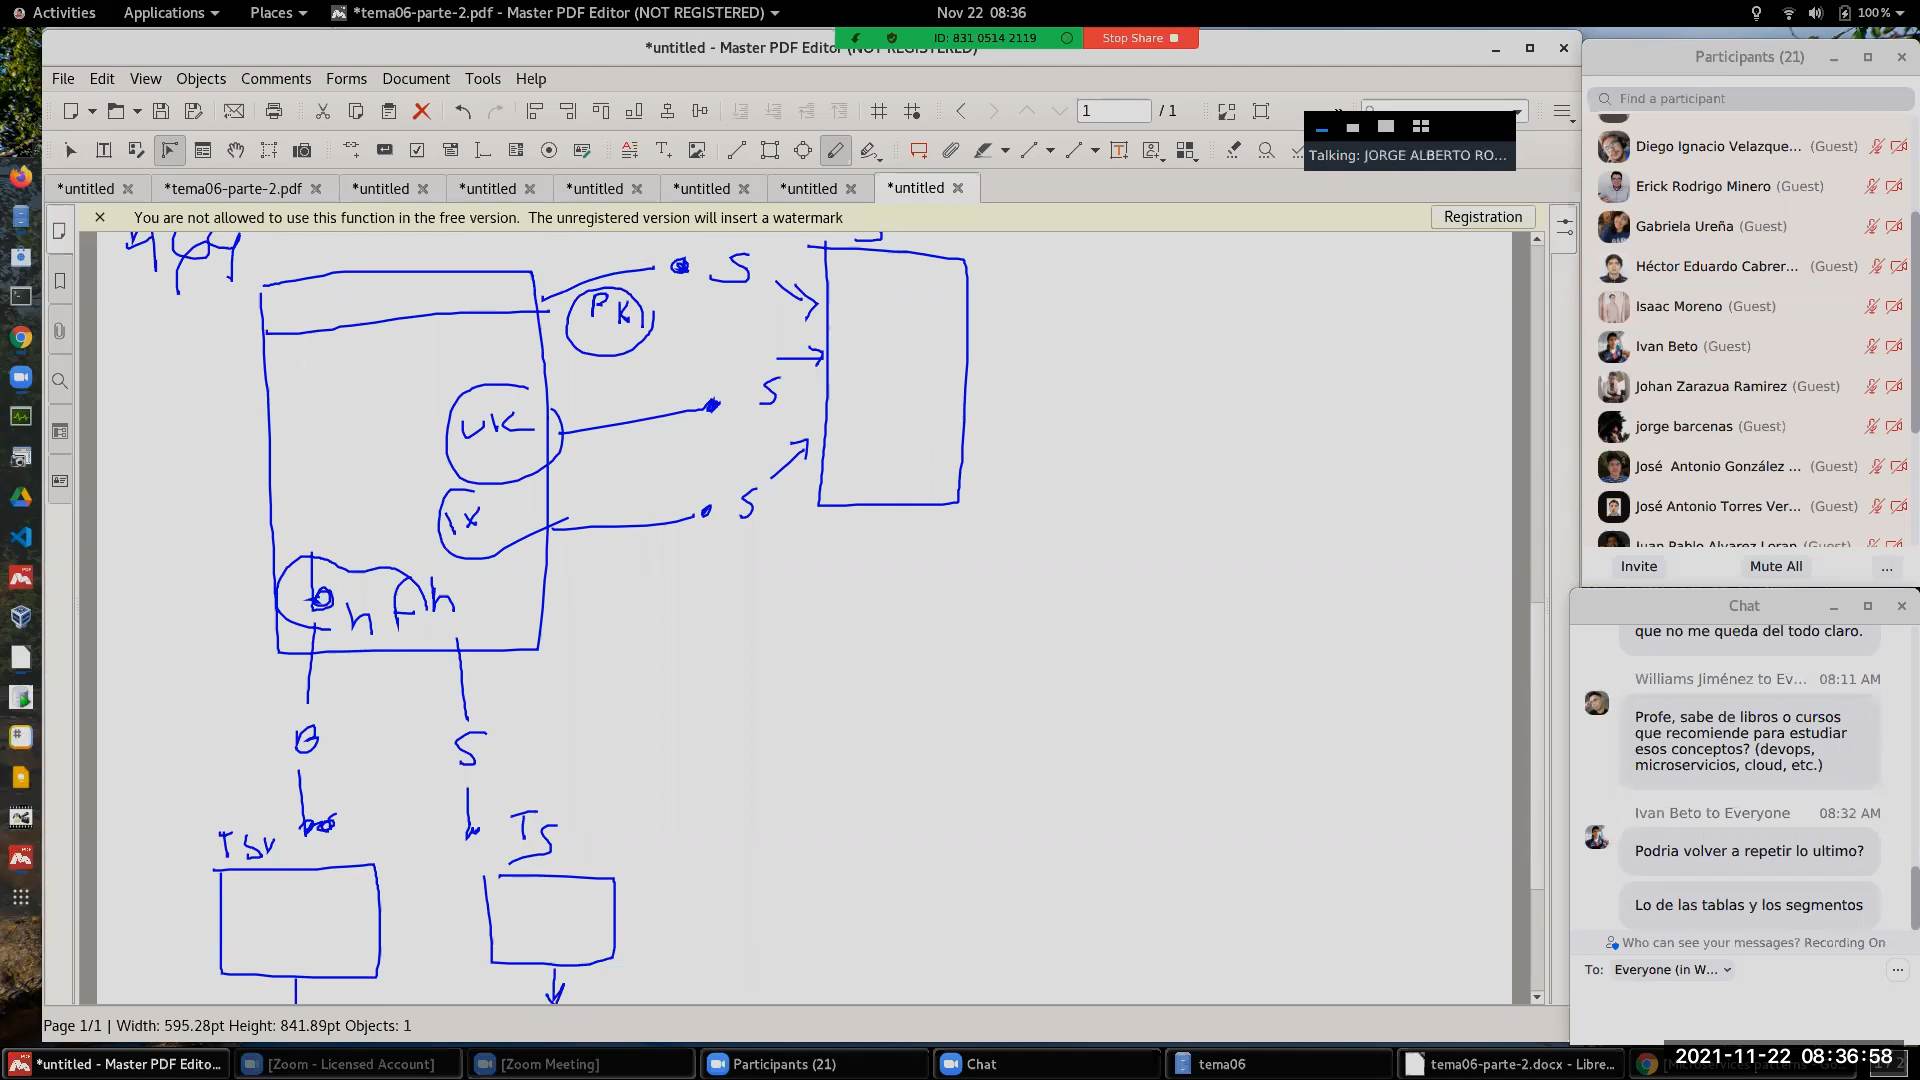 Activities Applications Places *tema06-parte-2.pdf - Master PDF Editor (NOT REGISTERED) Nov 22 08:36 100%
*untitled - Master PDF Editor (NOT REGISTERED)
ID: 831 0514 2119 Stop Share
File Edit View Objects Comments Forms Document Tools Help
1 / 1
Talking: JORGE ALBERTO RO...
*untitled *tema06-parte-2.pdf *untitled *untitled *untitled *untitled *untitled *untitled
You are not allowed to use this function in the free version. The unregistered version will insert a watermark Registration
S
PK
UK
S
IX
S
B
S
TS
Page 1/1 | Width: 595.28pt Height: 841.89pt Objects: 1
Participants (21)
Find a participant
Diego Ignacio Velazque... (Guest)
Erick Rodrigo Minero (Guest)
Gabriela Ureña (Guest)
Héctor Eduardo Cabrer... (Guest)
Isaac Moreno (Guest)
Ivan Beto (Guest)
Johan Zarazua Ramirez (Guest)
jorge barcenas (Guest)
José Antonio González ... (Guest)
José Antonio Torres Ver... (Guest)
Juan Pablo Alvarez Loran (Guest)
Invite Mute All ...
Chat
que no me queda del todo claro.
Williams Jiménez to Ev... 08:11 AM
Profe, sabe de libros o cursos
que recomiende para estudiar
esos conceptos? (devops,
microservicios, cloud, etc.)
Ivan Beto to Everyone 08:32 AM
Podria volver a repetir lo ultimo?
Lo de las tablas y los segmentos
Who can see your messages? Recording On
To: Everyone (in W...
*untitled - Master PDF Edito... [Zoom - Licensed Account] [Zoom Meeting] Participants (21) Chat tema06 tema06-parte-2.docx - Libre...
2021-11-22 08:36:58